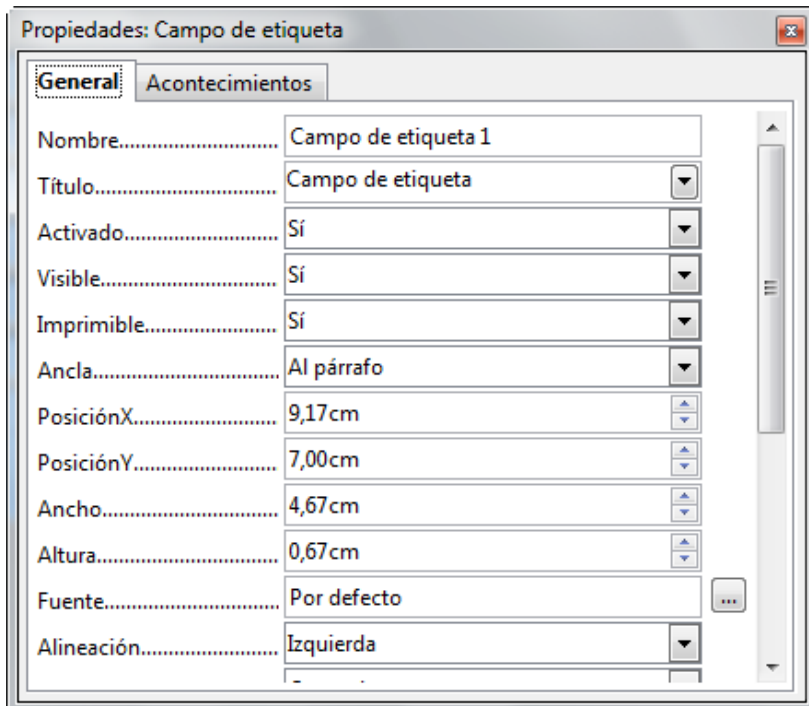 Propiedades: Campo de etiqueta
General Acontecimientos
Nombre............................. Campo de etiqueta 1
Título.................................. Campo de etiqueta
Activado............................ Sí
Visible................................. Sí
Imprimible......................... Sí
Ancla................................... Al párrafo
PosiciónX........................... 9,17cm
PosiciónY........................... 7,00cm
Ancho................................. 4,67cm
Altura.................................. 0,67cm
Fuente................................ Por defecto ...
Alineación......................... Izquierda